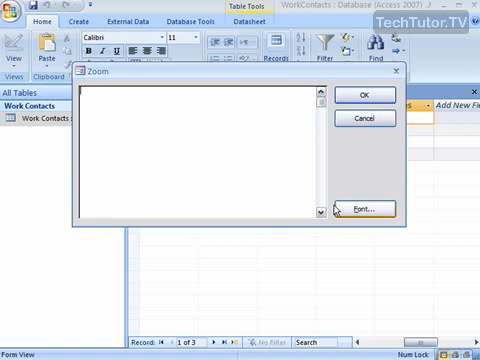 Table Tools
WorkContacts : Database (Access 2007)
TechTutor.TV
Home
Create
External Data
Database Tools
Datasheet
View
Paste
Calibri
11
B I U
Records
Find
Views
Clipboard
Zoom
OK
Cancel
Font...
All Tables
Work Contacts
Work Contacts :
Add New Fie
Record:
1 of 3
No Filter
Search
Form View
Num Lock